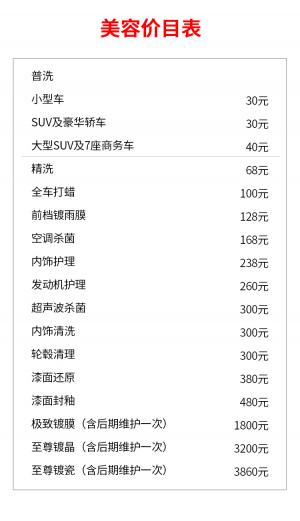 美容价目表
普洗
小型车 30元
SUV及豪华轿车 30元
大型SUV及7座商务车 40元
精洗 68元
全车打蜡 100元
前档镀雨膜 128元
空调杀菌 168元
内饰护理 238元
发动机护理 260元
超声波杀菌 300元
内饰清洗 300元
轮毂清理 300元
漆面还原 380元
漆面封釉 480元
极致镀膜（含后期维护一次） 1800元
至尊镀晶（含后期维护一次） 3200元
至尊镀瓷（含后期维护一次） 3860元